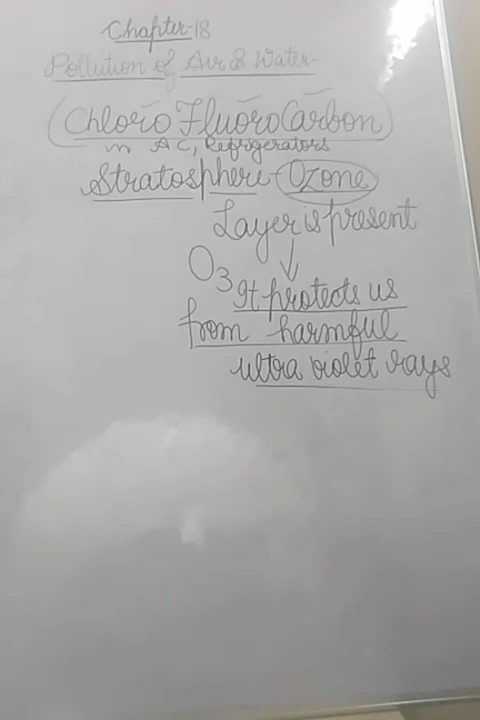 Chapter-18
Pollution of Air & Water-
(Chloro Fluoro Carbon)
in AC, Refrigerators
Stratosphere - Ozone
Layer is present
O3
It protects us
from harmful
ultra violet rays